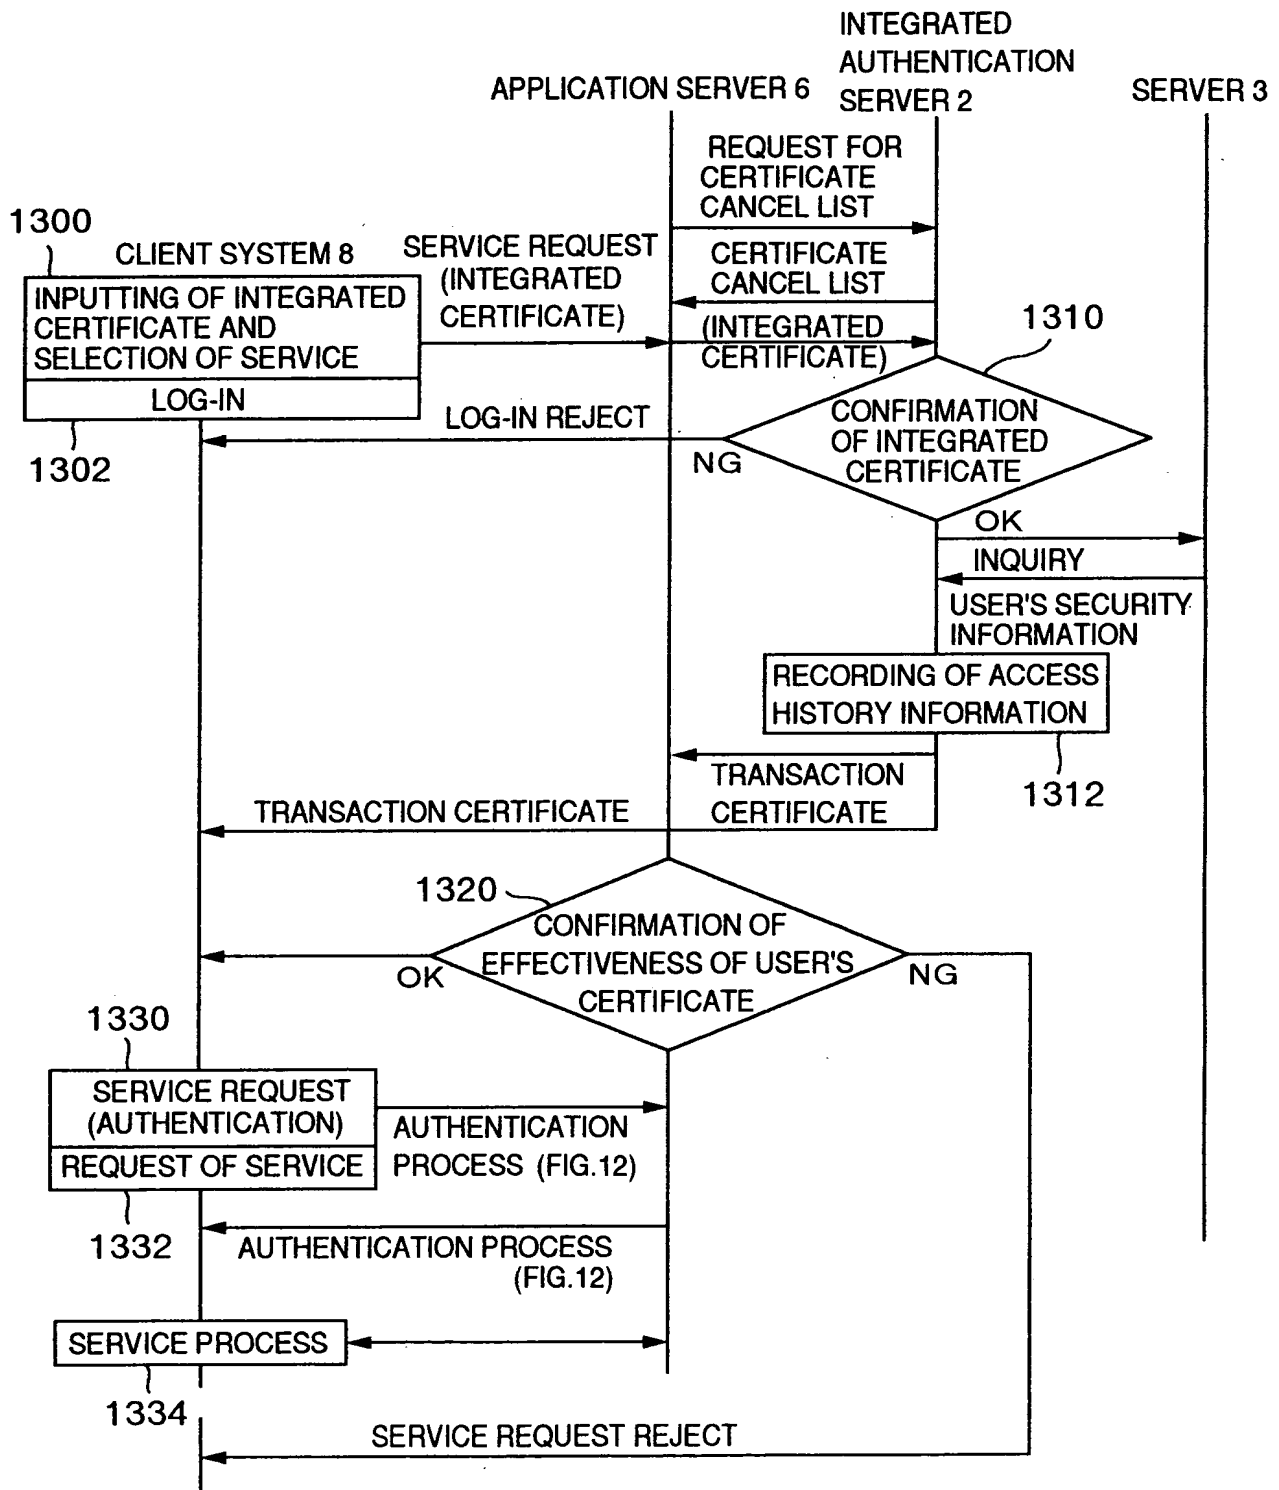 INTEGRATED
AUTHENTICATION
SERVER 2
APPLICATION SERVER 6
SERVER 3
REQUEST FOR
CERTIFICATE
CANCEL LIST
1300
CLIENT SYSTEM 8
SERVICE REQUEST
(INTEGRATED
CERTIFICATE)
CERTIFICATE
CANCEL LIST
INPUTTING OF INTEGRATED
CERTIFICATE AND
SELECTION OF SERVICE
LOG-IN
1302
(INTEGRATED
CERTIFICATE)
1310
LOG-IN REJECT
NG
CONFIRMATION
OF INTEGRATED
CERTIFICATE
OK
INQUIRY
USER'S SECURITY
INFORMATION
RECORDING OF ACCESS
HISTORY INFORMATION
1312
TRANSACTION
CERTIFICATE
TRANSACTION CERTIFICATE
1320
CONFIRMATION OF
EFFECTIVENESS OF USER'S
CERTIFICATE
OK
NG
1330
SERVICE REQUEST
(AUTHENTICATION)
REQUEST OF SERVICE
1332
AUTHENTICATION
PROCESS (FIG.12)
AUTHENTICATION PROCESS
(FIG.12)
SERVICE PROCESS
1334
SERVICE REQUEST REJECT